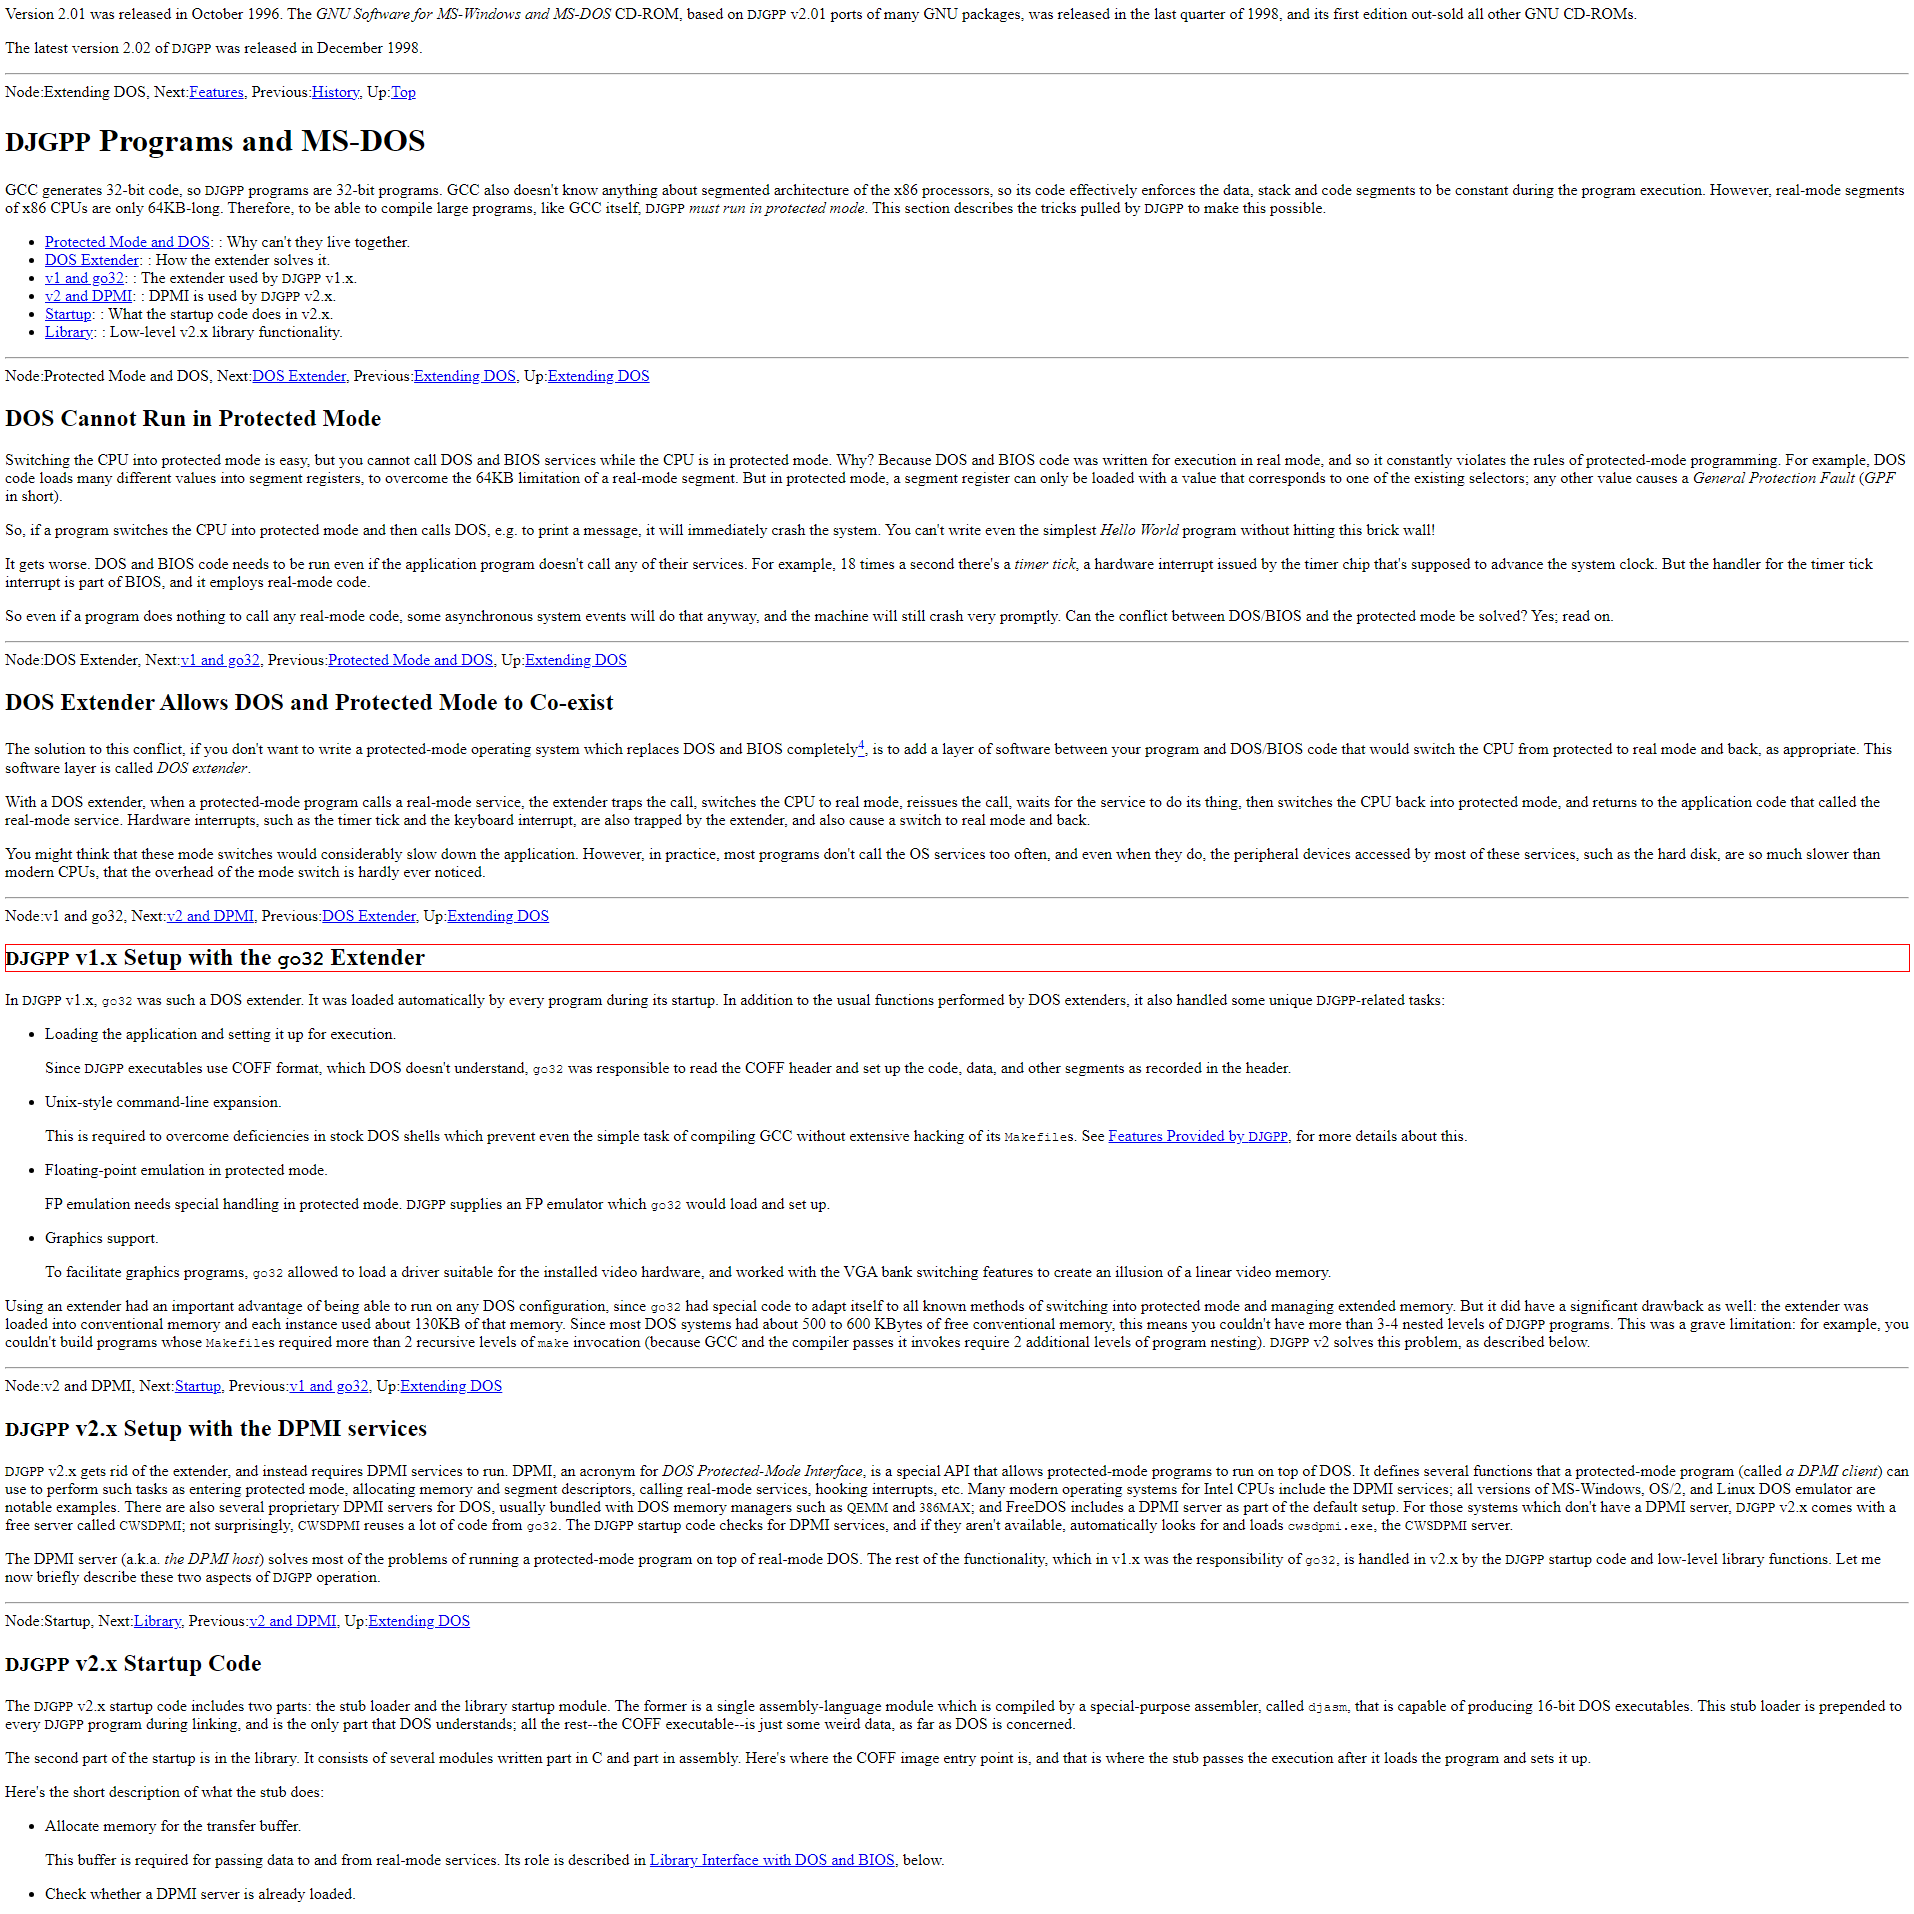 Version 2.01 was released in October 1996. The GNU Software for MS-Windows and MS-DOS CD-ROM, based on DJGPP v2.01 ports of many GNU packages, was released in the last quarter of 1998, and its first edition out-sold all other GNU CD-ROMs.
The latest version 2.02 of DJGPP was released in December 1998.
Node:Extending DOS, Next:Features, Previous:History, Up:Top
DJGPP Programs and MS-DOS
GCC generates 32-bit code, so DJGPP programs are 32-bit programs. GCC also doesn't know anything about segmented architecture of the x86 processors, so its code effectively enforces the data, stack and code segments to be constant during the program execution. However, real-mode segments
of x86 CPUs are only 64KB-long. Therefore, to be able to compile large programs, like GCC itself, DJGPP must run in protected mode. This section describes the tricks pulled by DJGPP to make this possible.
• Protected Mode and DOS: : Why can't they live together.
• DOS Extender: : How the extender solves it.
• v1 and go32: : The extender used by DJGPP v1.x.
• v2 and DPMI: : DPMI is used by DJGPP v2.x.
• Startup: : What the startup code does in v2.x.
• Library: : Low-level v2.x library functionality.
Node:Protected Mode and DOS, Next:DOS Extender, Previous:Extending DOS, Up:Extending DOS
DOS Cannot Run in Protected Mode
Switching the CPU into protected mode is easy, but you cannot call DOS and BIOS services while the CPU is in protected mode. Why? Because DOS and BIOS code was written for execution in real mode, and so it constantly violates the rules of protected-mode programming. For example, DOS
code loads many different values into segment registers, to overcome the 64KB limitation of a real-mode segment. But in protected mode, a segment register can only be loaded with a value that corresponds to one of the existing selectors; any other value causes a General Protection Fault (GPF
in short).
So, if a program switches the CPU into protected mode and then calls DOS, e.g. to print a message, it will immediately crash the system. You can't write even the simplest Hello World program without hitting this brick wall!
It gets worse. DOS and BIOS code needs to be run even if the application program doesn't call any of their services. For example, 18 times a second there's a timer tick, a hardware interrupt issued by the timer chip that's supposed to advance the system clock. But the handler for the timer tick
interrupt is part of BIOS, and it employs real-mode code.
So even if a program does nothing to call any real-mode code, some asynchronous system events will do that anyway, and the machine will still crash very promptly. Can the conflict between DOS/BIOS and the protected mode be solved? Yes; read on.
Node:DOS Extender, Next:v1 and go32, Previous:Protected Mode and DOS, Up:Extending DOS
DOS Extender Allows DOS and Protected Mode to Co-exist
The solution to this conflict, if you don't want to write a protected-mode operating system which replaces DOS and BIOS completely4, is to add a layer of software between your program and DOS/BIOS code that would switch the CPU from protected to real mode and back, as appropriate. This
software layer is called DOS extender.
With a DOS extender, when a protected-mode program calls a real-mode service, the extender traps the call, switches the CPU to real mode, reissues the call, waits for the service to do its thing, then switches the CPU back into protected mode, and returns to the application code that called the
real-mode service. Hardware interrupts, such as the timer tick and the keyboard interrupt, are also trapped by the extender, and also cause a switch to real mode and back.
You might think that these mode switches would considerably slow down the application. However, in practice, most programs don't call the OS services too often, and even when they do, the peripheral devices accessed by most of these services, such as the hard disk, are so much slower than
modern CPUs, that the overhead of the mode switch is hardly ever noticed.
Node:v1 and go32, Next:v2 and DPMI, Previous:DOS Extender, Up:Extending DOS
DJGPP v1.x Setup with the go32 Extender
In DJGPP v1.x, go32 was such a DOS extender. It was loaded automatically by every program during its startup. In addition to the usual functions performed by DOS extenders, it also handled some unique DJGPP-related tasks:
• Loading the application and setting it up for execution.
Since DJGPP executables use COFF format, which DOS doesn't understand, go32 was responsible to read the COFF header and set up the code, data, and other segments as recorded in the header.
• Unix-style command-line expansion.
This is required to overcome deficiencies in stock DOS shells which prevent even the simple task of compiling GCC without extensive hacking of its Makefiles. See Features Provided by DJGPP, for more details about this.
• Floating-point emulation in protected mode.
FP emulation needs special handling in protected mode. DJGPP supplies an FP emulator which go32 would load and set up.
• Graphics support.
To facilitate graphics programs, go32 allowed to load a driver suitable for the installed video hardware, and worked with the VGA bank switching features to create an illusion of a linear video memory.
Using an extender had an important advantage of being able to run on any DOS configuration, since go32 had special code to adapt itself to all known methods of switching into protected mode and managing extended memory. But it did have a significant drawback as well: the extender was
loaded into conventional memory and each instance used about 130KB of that memory. Since most DOS systems had about 500 to 600 KBytes of free conventional memory, this means you couldn't have more than 3-4 nested levels of DJGPP programs. This was a grave limitation: for example, you
couldn't build programs whose Makefiles required more than 2 recursive levels of make invocation (because GCC and the compiler passes it invokes require 2 additional levels of program nesting). DJGPP v2 solves this problem, as described below.
Node:v2 and DPMI, Next:Startup, Previous:v1 and go32, Up:Extending DOS
DJGPP v2.x Setup with the DPMI services
DJGPP v2.x gets rid of the extender, and instead requires DPMI services to run. DPMI, an acronym for DOS Protected-Mode Interface, is a special API that allows protected-mode programs to run on top of DOS. It defines several functions that a protected-mode program (called a DPMI client) can
use to perform such tasks as entering protected mode, allocating memory and segment descriptors, calling real-mode services, hooking interrupts, etc. Many modern operating systems for Intel CPUs include the DPMI services; all versions of MS-Windows, OS/2, and Linux DOS emulator are
notable examples. There are also several proprietary DPMI servers for DOS, usually bundled with DOS memory managers such as QEMM and 386MAX; and FreeDOS includes a DPMI server as part of the default setup. For those systems which don't have a DPMI server, DJGPP v2.x comes with a
free server called CWSDPMI; not surprisingly, CWSDPMI reuses a lot of code from go32. The DJGPP startup code checks for DPMI services, and if they aren't available, automatically looks for and loads cwsdpmi.exe, the CWSDPMI server.
The DPMI server (a.k.a. the DPMI host) solves most of the problems of running a protected-mode program on top of real-mode DOS. The rest of the functionality, which in v1.x was the responsibility of go32, is handled in v2.x by the DJGPP startup code and low-level library functions. Let me
now briefly describe these two aspects of DJGPP operation.
Node:Startup, Next:Library, Previous:v2 and DPMI, Up:Extending DOS
DJGPP v2.x Startup Code
The DJGPP v2.x startup code includes two parts: the stub loader and the library startup module. The former is a single assembly-language module which is compiled by a special-purpose assembler, called djasm, that is capable of producing 16-bit DOS executables. This stub loader is prepended to
every DJGPP program during linking, and is the only part that DOS understands; all the rest--the COFF executable--is just some weird data, as far as DOS is concerned.
The second part of the startup is in the library. It consists of several modules written part in C and part in assembly. Here's where the COFF image entry point is, and that is where the stub passes the execution after it loads the program and sets it up.
Here's the short description of what the stub does:
• Allocate memory for the transfer buffer.
This buffer is required for passing data to and from real-mode services. Its role is described in Library Interface with DOS and BIOS, below.
• Check whether a DPMI server is already loaded.